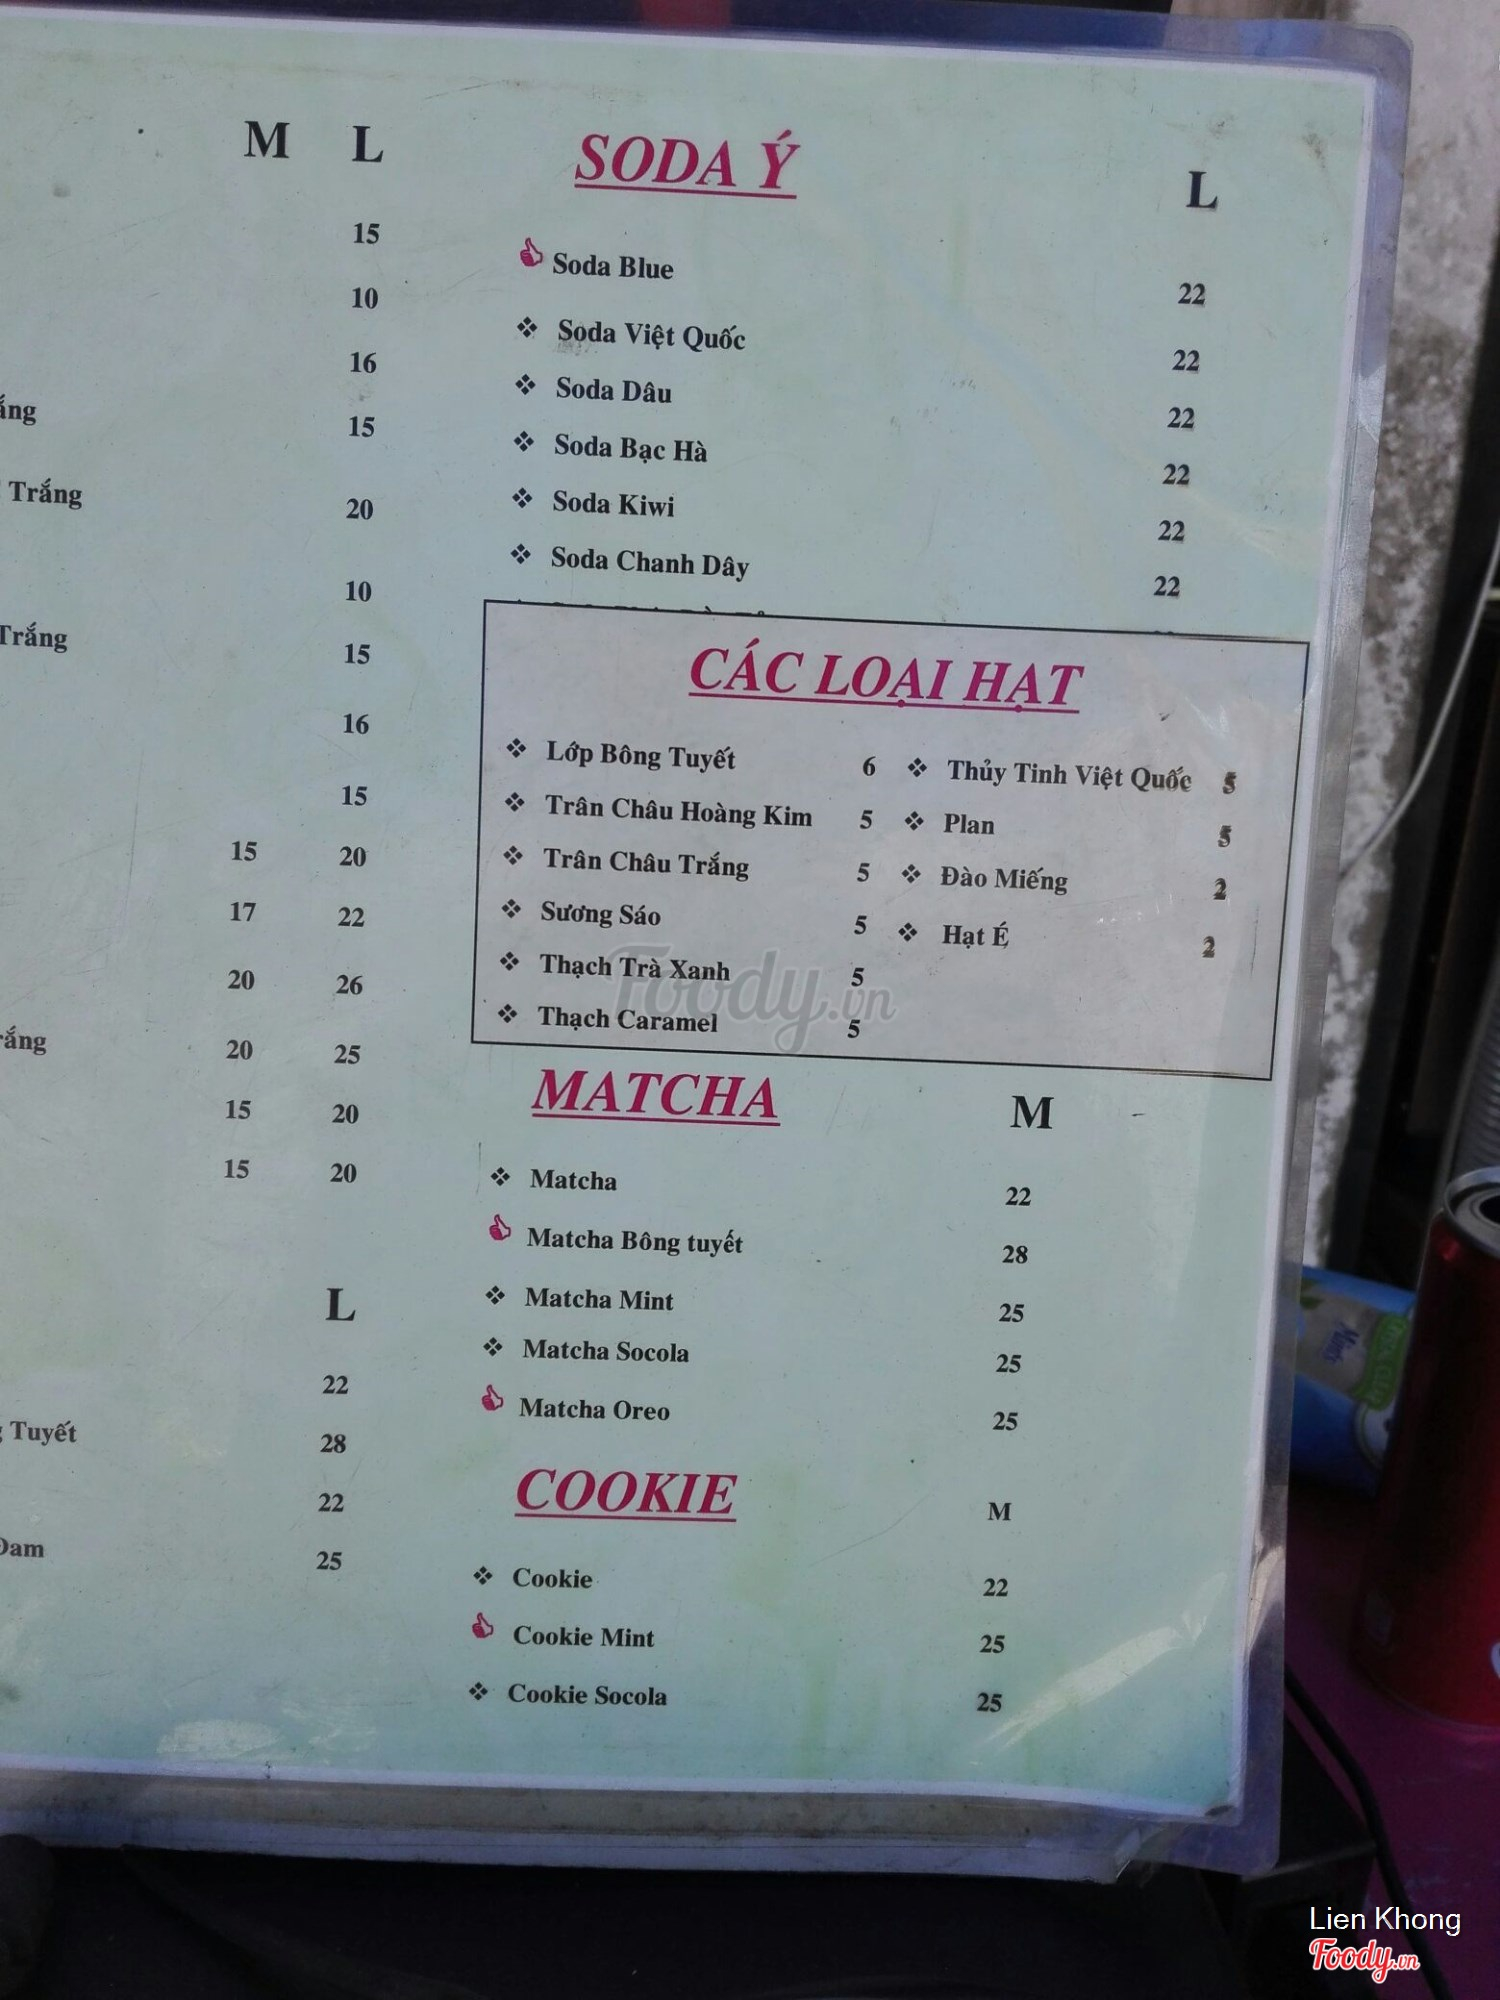 M L
15
10
16
ắng 15
Trắng 20
10
Trắng 15
16
15
15 20
17 22
20 26
rắng 20 25
15 20
15 20
L
22
Tuyết 28
22
Đam 25
SODA Ý
L
Soda Blue 22
Soda Việt Quốc 22
Soda Dâu 22
Soda Bạc Hà 22
Soda Kiwi 22
Soda Chanh Dây 22
CÁC LOẠI HẠT
Lớp Bông Tuyết 6 Thủy Tinh Việt Quốc 5
Trân Châu Hoàng Kim 5 Plan 5
Trân Châu Trắng 5 Đào Miếng 2
Sương Sáo 5 Hạt É 2
Thạch Trà Xanh 5
Thạch Caramel 5
Foody.vn
MATCHA M
Matcha 22
Matcha Bông tuyết 28
Matcha Mint 25
Matcha Socola 25
Matcha Oreo 25
COOKIE M
Cookie 22
Cookie Mint 25
Cookie Socola 25
Lien Khong
Foody.vn